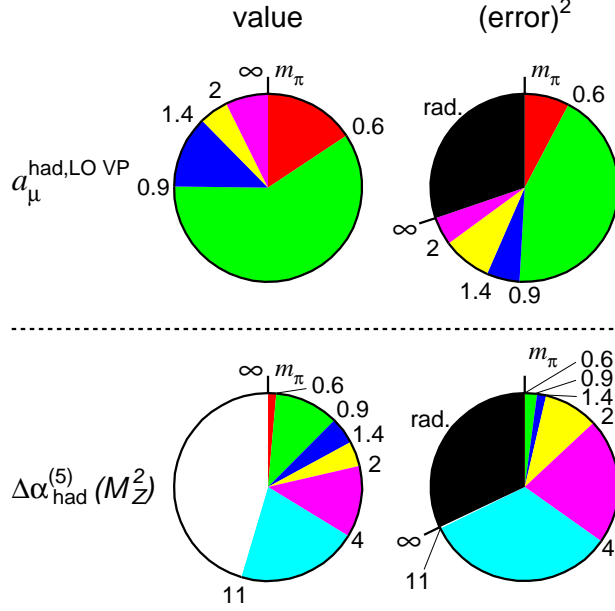 value (error)²
∞ mπ 0.6 0.9 1.4 2
mπ 0.6 0.9 1.4 2 ∞ rad.
aμ^had,LO VP
∞ mπ 0.6 0.9 1.4 2 4 11
mπ 0.6 0.9 1.4 2 4 11 ∞ rad.
Δα_had^(5) (M_Z^2)